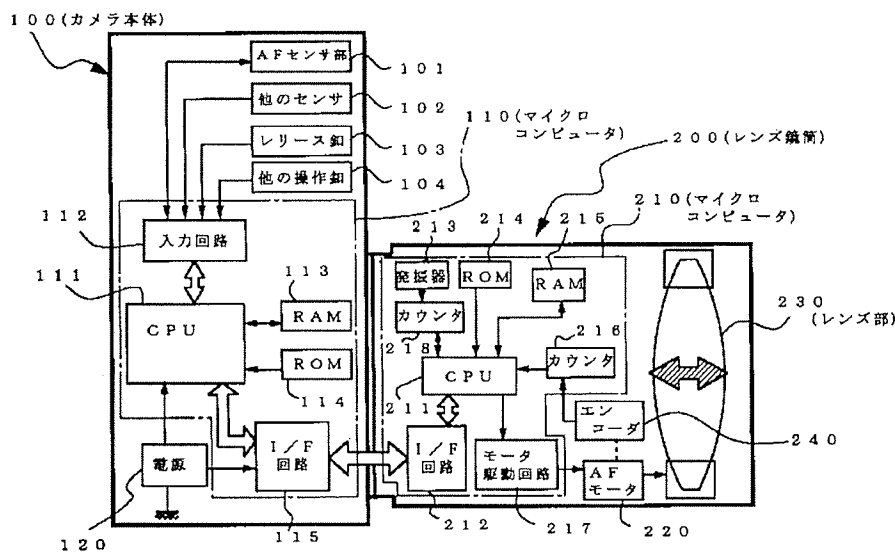 100(カメラ本体)
AFセンサ部
101
他のセンサ
102
レリース釦
103
他の操作釦
104
110(マイクロ
コンピュータ)
200(レンズ鏡筒)
210(マイクロ
コンピュータ)
112
入力回路
111
CPU
113
RAM
ROM
114
電源
120
I/F
回路
115
213
214
215
発振器
ROM
RAM
カウンタ
218
216
カウンタ
CPU
211
230
(レンズ部)
エン
コーダ
240
I/F
回路
212
モータ
駆動回路
217
AF
モータ
220